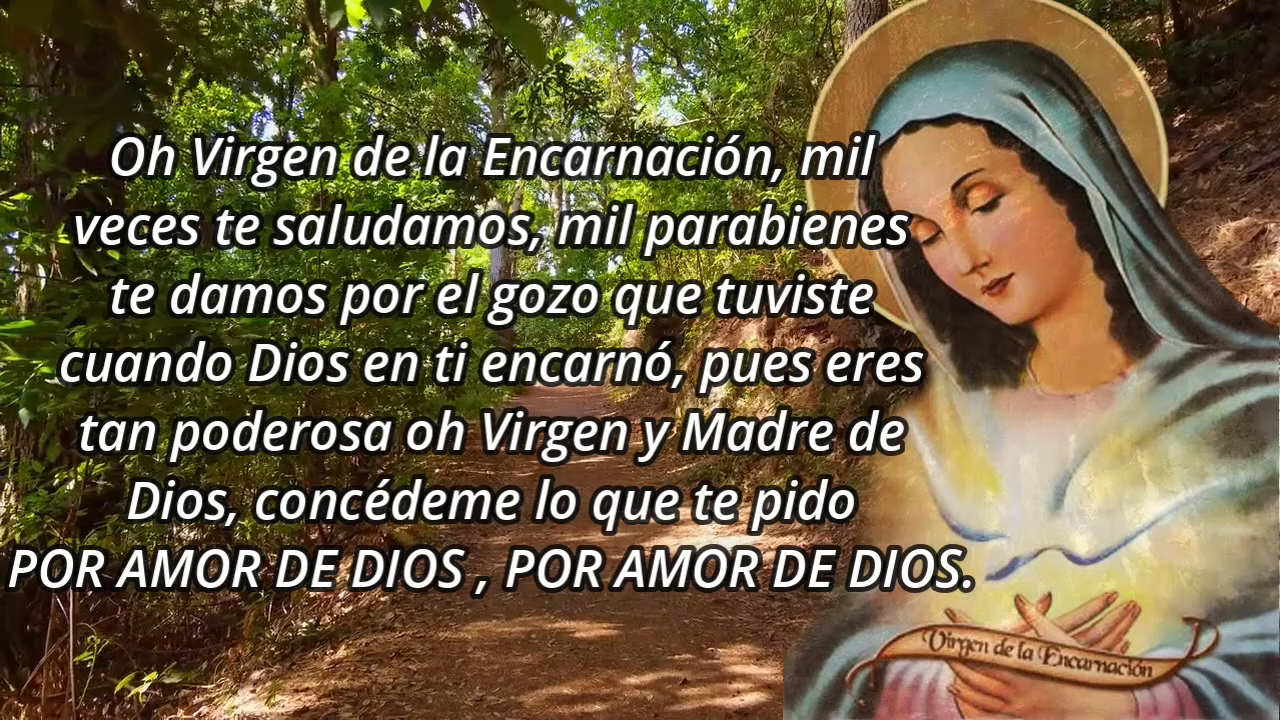 Oh Virgen de la Encarnación, mil
veces te saludamos, mil parabienes
te damos por el gozo que tuviste
cuando Dios en ti encarnó, pues eres
tan poderosa oh Virgen y Madre de
Dios, concédeme lo que te pido
POR AMOR DE DIOS , POR AMOR DE DIOS.
Virgen de la Encarnación